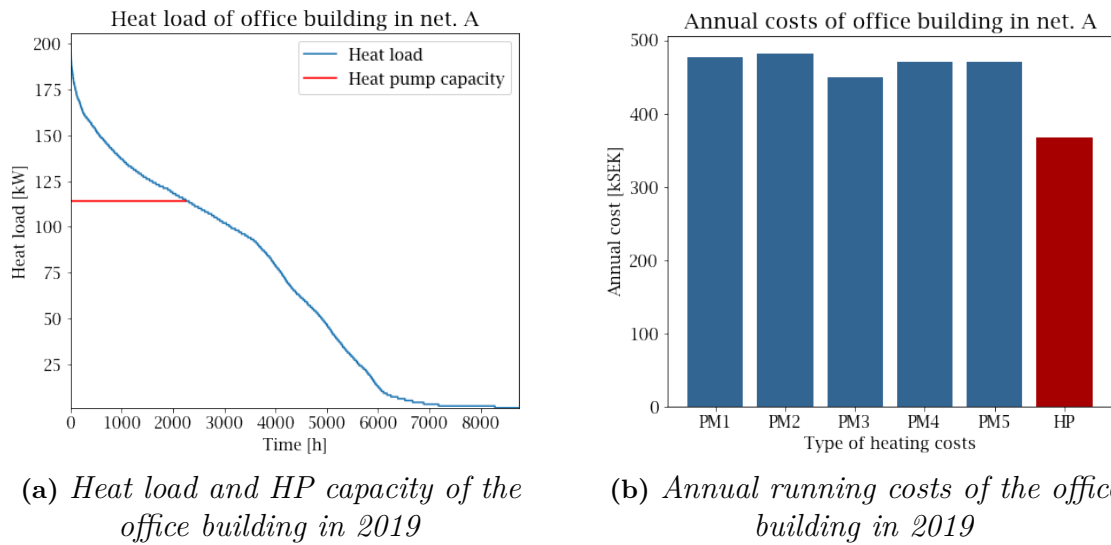 Heat load of office building in net. A
200
175
150
125
100
75
50
25
0 1000 2000 3000 4000 5000 6000 7000 8000
Heat load [kW]
Time [h]
Heat load
Heat pump capacity
(a) Heat load and HP capacity of the
office building in 2019
Annual costs of office building in net. A
500
400
300
200
100
0
PM1 PM2 PM3 PM4 PM5 HP
Annual cost [kSEK]
Type of heating costs
(b) Annual running costs of the offic
building in 2019